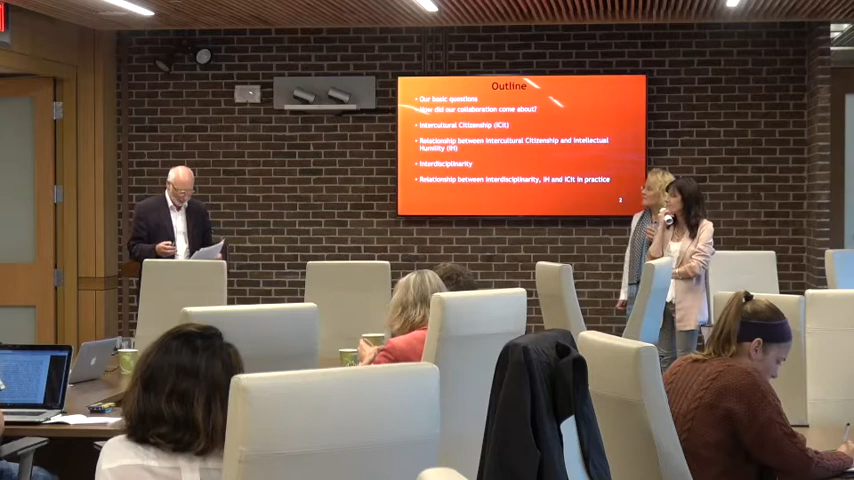 Outline
• Our basic questions
• How did our collaboration come about?
• Intercultural Citizenship (ICit)
• Relationship between Intercultural Citizenship and Intellectual
Humility (IH)
• Interdisciplinarity
• Relationship between interdisciplinarity, IH and ICit in practice
2